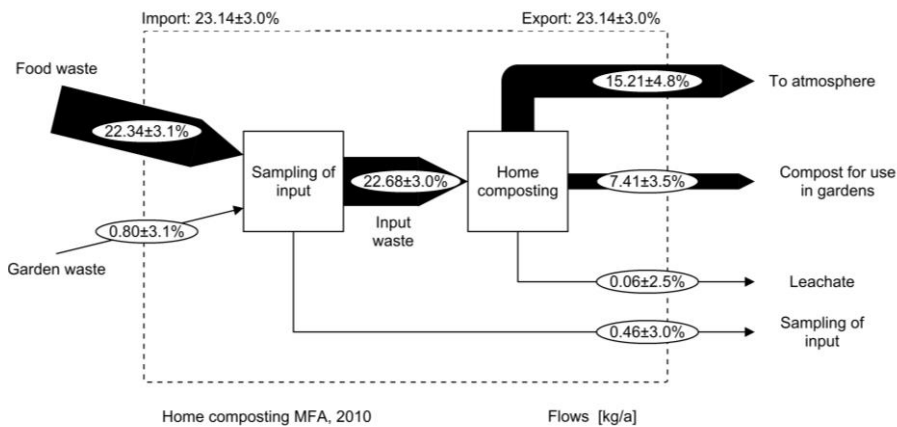 Import: 23.14±3.0%
Export: 23.14±3.0%
Food waste
15.21±4.8%
To atmosphere
22.34±3.1%
Sampling of
input
22.68±3.0%
Home
composting
7.41±3.5%
Compost for use
in gardens
Input
waste
0.80±3.1%
Garden waste
0.06±2.5%
Leachate
0.46±3.0%
Sampling of
input
Home composting MFA, 2010
Flows [kg/a]